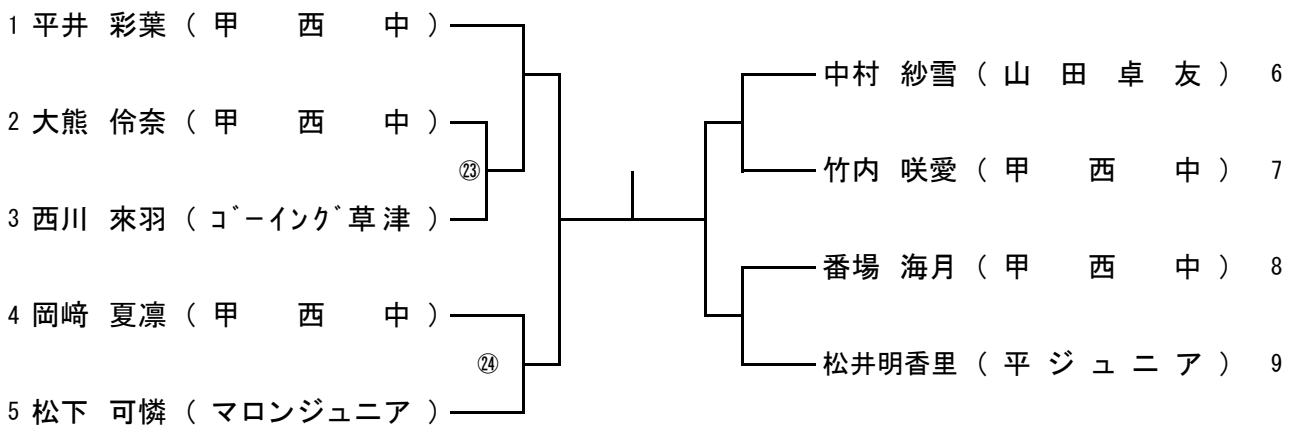 1 平井 彩葉 ( 甲 西 中 )
2 大熊 伶奈 ( 甲 西 中 )
㉓
3 西川 來羽 ( ゴーイング草津 )
4 岡﨑 夏凛 ( 甲 西 中 )
㉔
5 松下 可憐 ( マロンジュニア )
中村 紗雪 ( 山 田 卓 友 ) 6
竹内 咲愛 ( 甲 西 中 ) 7
番場 海月 ( 甲 西 中 ) 8
松井明香里 ( 平 ジ ュ ニ ア ) 9